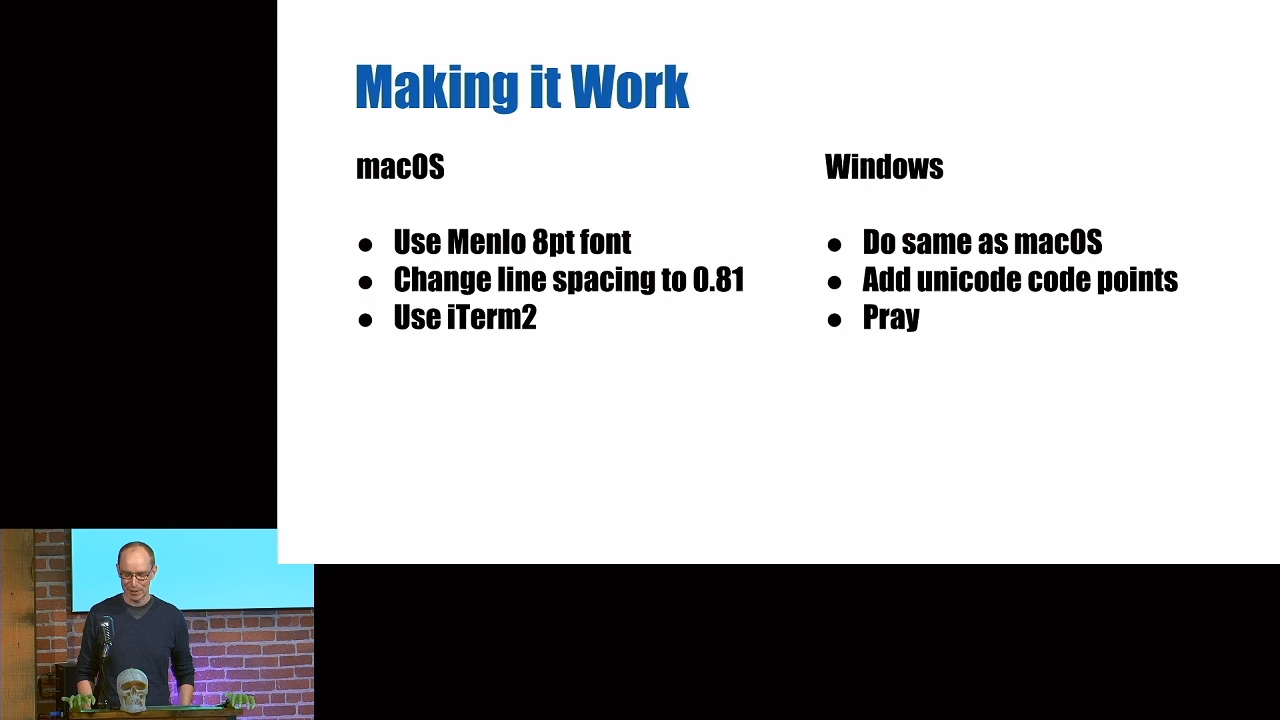 Making it Work
macOS
● Use Menlo 8pt font
● Change line spacing to 0.81
● Use iTerm2
Windows
● Do same as macOS
● Add unicode code points
● Pray